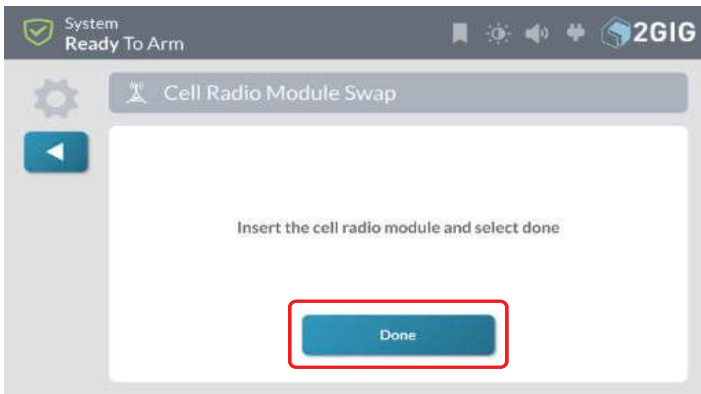 System
Ready To Arm
2GIG
Cell Radio Module Swap
Insert the cell radio module and select done
Done